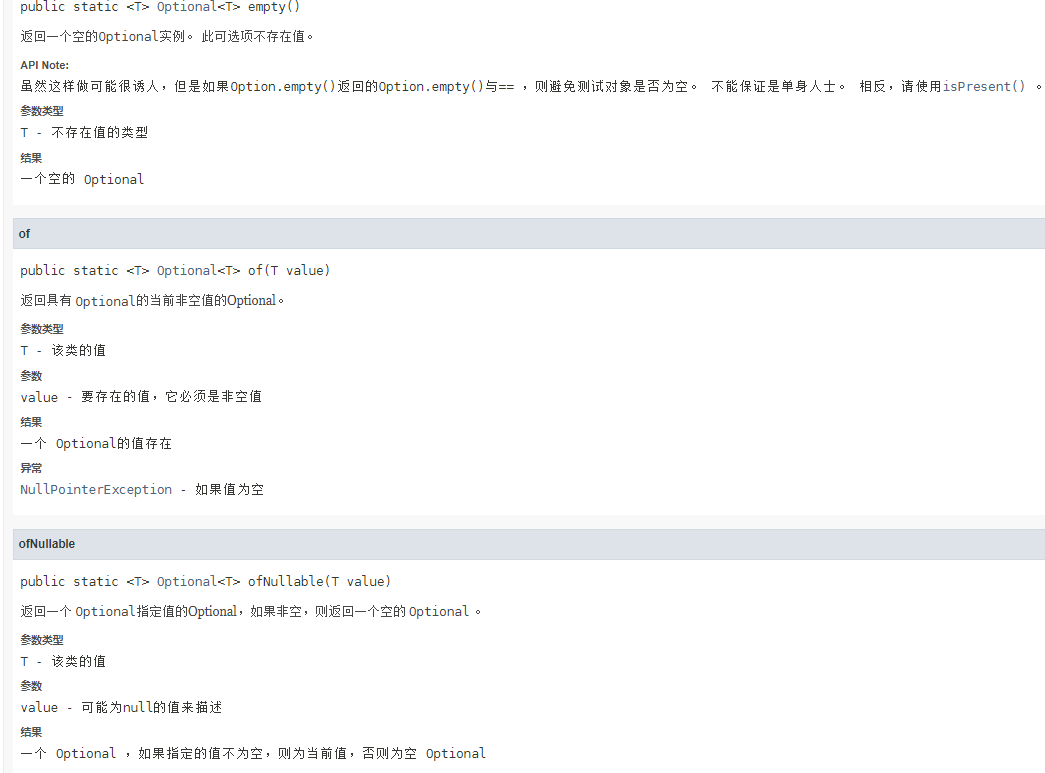 public static <T> Optional<T> empty()
返回一个空的Optional实例。 此可选项不存在值。
API Note:
虽然这样做可能很诱人，但是如果Option.empty()返回的Option.empty()与== ，则避免测试对象是否为空。 不能保证是单身人士。 相反，请使用isPresent() 。
参数类型
T - 不存在值的类型
结果
一个空的 Optional
of
public static <T> Optional<T> of(T value)
返回具有 Optional的当前非空值的Optional。
参数类型
T - 该类的值
参数
value - 要存在的值，它必须是非空值
结果
一个 Optional的值存在
异常
NullPointerException - 如果值为空
ofNullable
public static <T> Optional<T> ofNullable(T value)
返回一个 Optional指定值的Optional，如果非空，则返回一个空的 Optional 。
参数类型
T - 该类的值
参数
value - 可能为null的值来描述
结果
一个 Optional ，如果指定的值不为空，则为当前值，否则为空 Optional